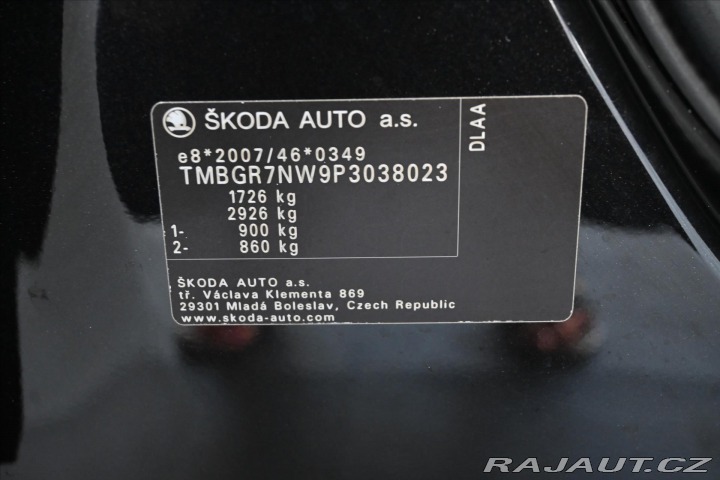 ŠKODA AUTO a.s.
DLAA
e8*2007/46*0349
TMBGR7NW9P3038023
1726 kg
2926 kg
1- 900 kg
2- 860 kg
ŠKODA AUTO a.s.
tř. Václava Klementa 869
29301 Mladá Boleslav, Czech Republic
www.skoda-auto.com
RAJAUT.CZ